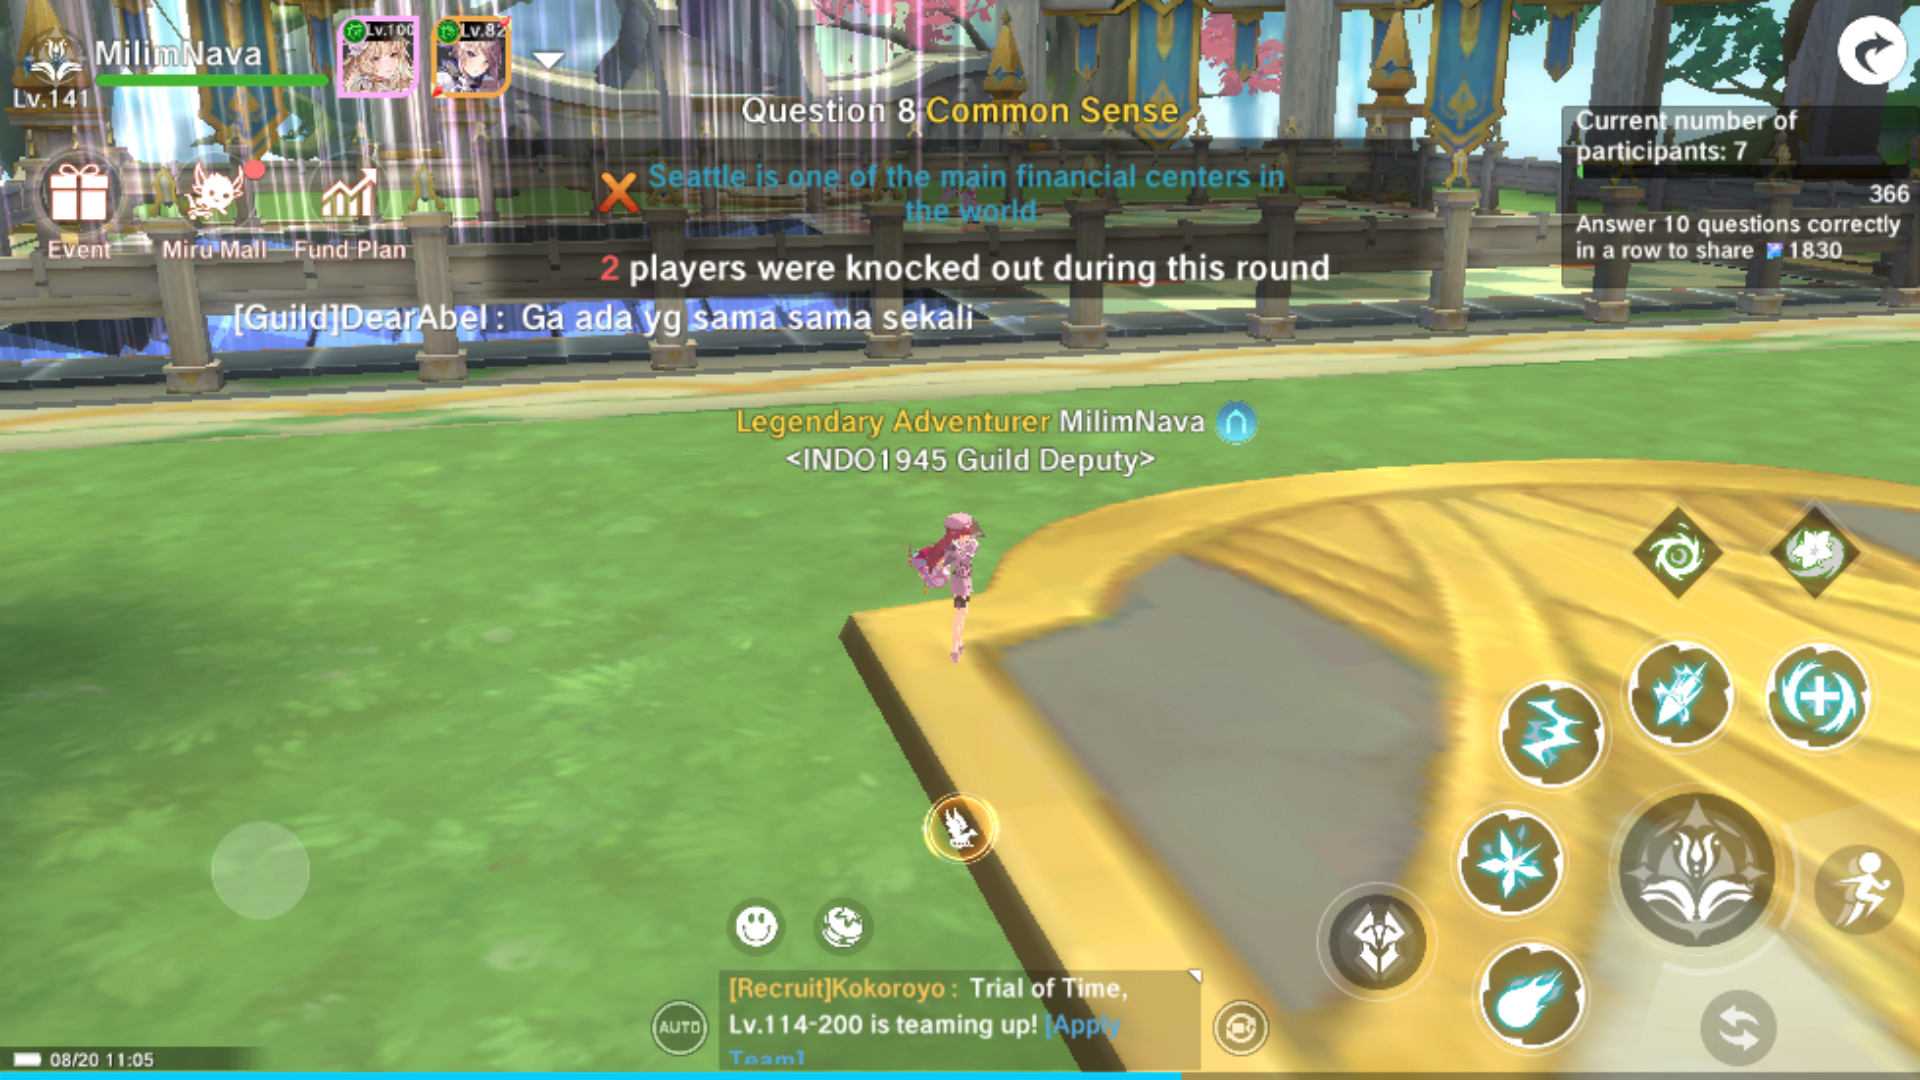 MilimNava
Lv.141
Lv.100
Lv.82
Question 8 Common Sense
Seattle is one of the main financial centers in
the world
2 players were knocked out during this round
Current number of
participants: 7
366
Answer 10 questions correctly
in a row to share 1830
Event
Miru Mall
Fund Plan
[Guild]DearAbel : Ga ada yg sama sama sekali
Legendary Adventurer MilimNava
<INDO1945 Guild Deputy>
[Recruit]Kokoroyo : Trial of Time,
Lv.114-200 is teaming up! [Apply
Team]
AUTO
08/20 11:05